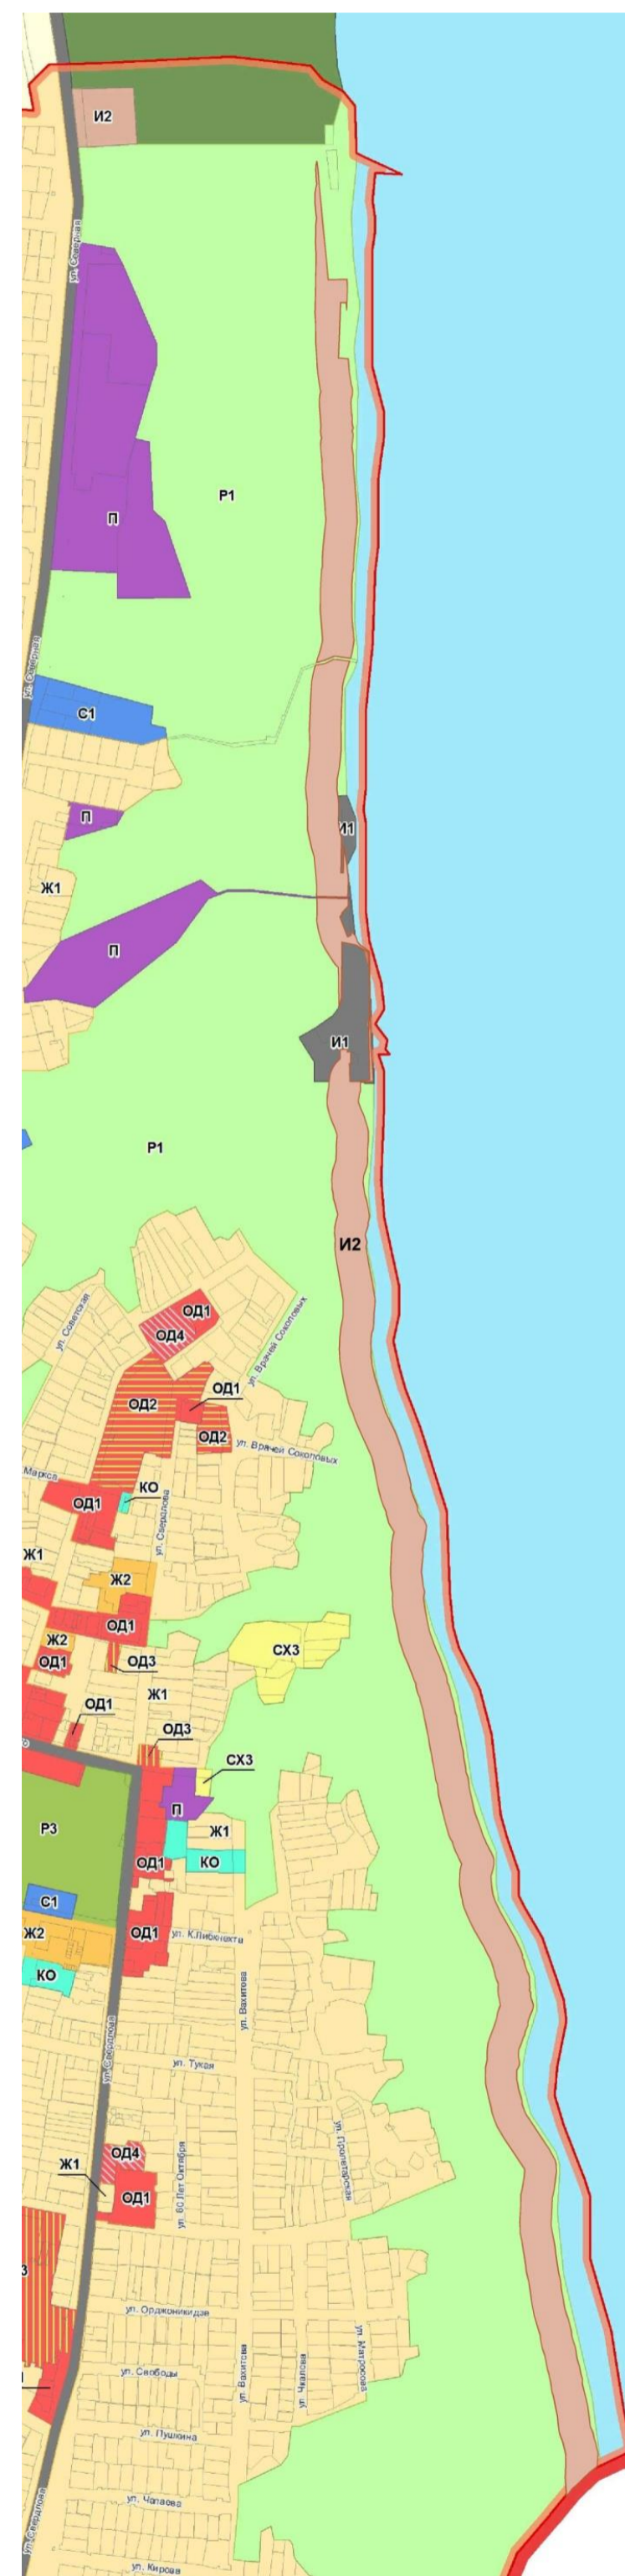 И2
ул. Северная
Р1
П
ул. Северная
С1
П
И1
Ж1
П
И1
Р1
И2
ул. Советская
ОД1
ОД4
ул. Врачей Соколовых
ОД1
ОД2
ОД2
ул. Врачей Соколовых
Маркса
КО
ОД1
ул. Свердлова
Ж1
Ж2
ОД1
Ж2
ОД1
ОД3
СХ3
Ж1
ОД1
ОД3
СХ3
П
Р3
Ж1
ОД1
КО
С1
Ж2
ОД1
ул. К.Либкнехта
КО
ул. Вахитова
ул. Свердлова
ул. Тукая
ОД4
Ж1
ул. 60 Лет Октября
ул. Пролетарская
ОД1
3
ул. Орджоникидзе
ул. Свободы
ул. Вахитова
ул. Чкалова
ул. Матросова
ул. Пушкина
ул. Чапаева
ул. Свердлова
ул. Кирова